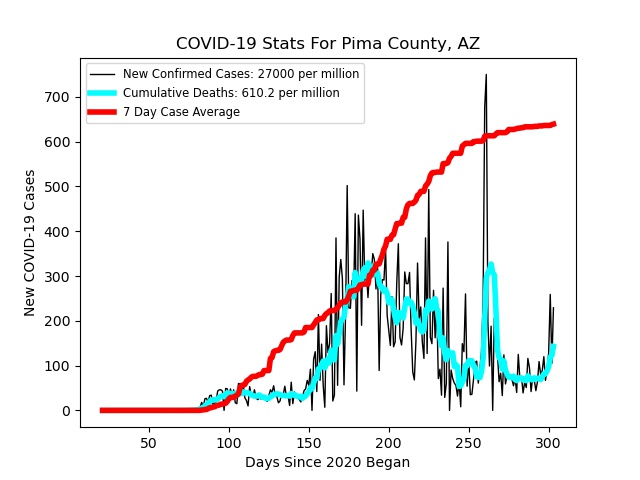 COVID-19 Stats For Pima County, AZ
New Confirmed Cases: 27000 per million
Cumulative Deaths: 610.2 per million
7 Day Case Average
New COVID-19 Cases
700
600
500
400
300
200
100
0
50 100 150 200 250 300
Days Since 2020 Began